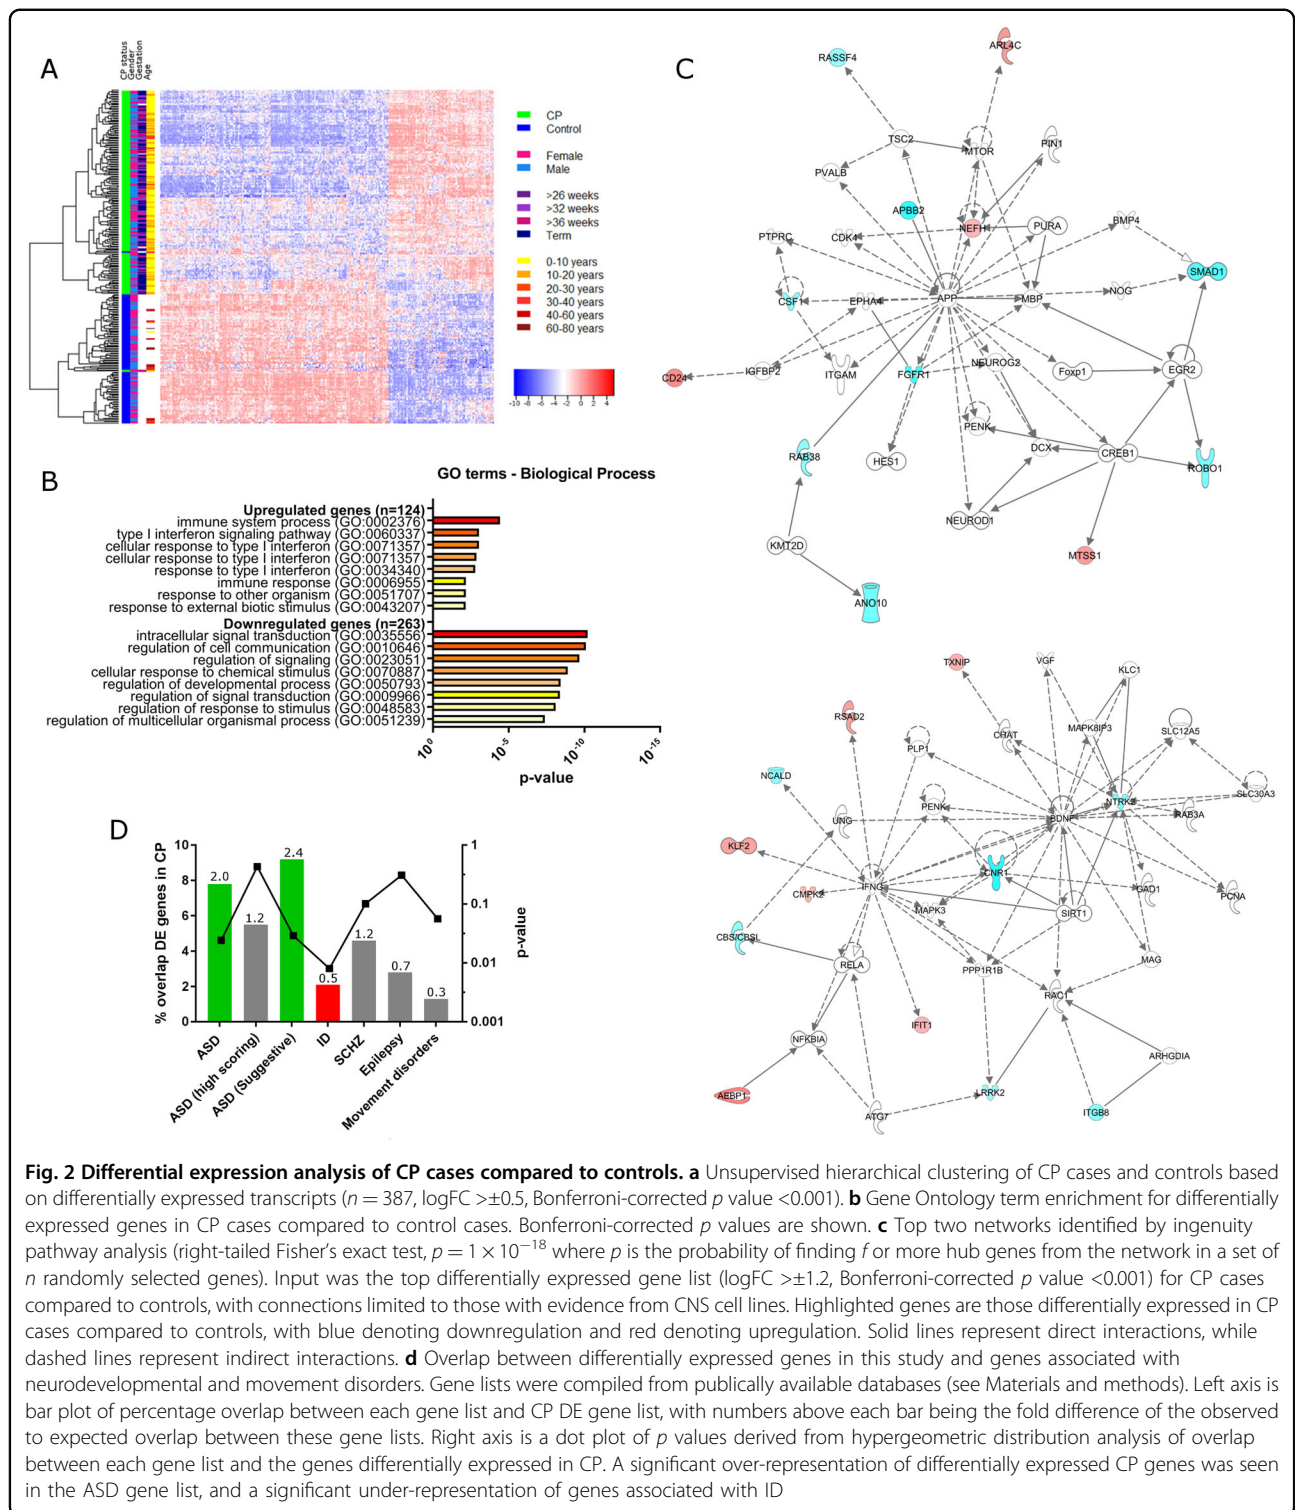 A
CP status
Gender
Gestation
Age
CP
Control
Female
Male
>26 weeks
>32 weeks
>36 weeks
Term
0-10 years
10-20 years
20-30 years
30-40 years
40-60 years
60-80 years
-10 -8 -6 -4 -2 0 2 4
B
GO terms - Biological Process
Upregulated genes (n=124)
immune system process (GO:0002376)
type I interferon signaling pathway (GO:0060337)
cellular response to type I interferon (GO:0071357)
cellular response to type I interferon (GO:0071357)
response to type I interferon (GO:0034340)
immune response (GO:0006955)
response to other organism (GO:0051707)
response to external biotic stimulus (GO:0043207)
Downregulated genes (n=263)
intracellular signal transduction (GO:0035556)
regulation of cell communication (GO:0010646)
regulation of signaling (GO:0023051)
cellular response to chemical stimulus (GO:0070887)
regulation of developmental process (GO:0050793)
regulation of signal transduction (GO:0009966)
regulation of response to stimulus (GO:0048583)
regulation of multicellular organismal process (GO:0051239)
10⁰ 10⁻⁵ 10⁻¹⁰ 10⁻¹⁵
p-value
C
ARL4C
RASSF4
TSC2
MTOR
PIN1
PVALB
APBB2
PTPRC
CDK4
NEFH
PURA
BMP4
SMAD1
CSF1
EPHA4
APP
MBP
NOG
CD24
IGFBP2
ITGAM
FGFR1
NEUROG2
Foxp1
EGR2
RAB38
HES1
PENK
DCX
CREB1
ROBO1
NEUROD1
KMT2D
MTSS1
ANO10
TXNIP
VGF
KLC1
RSAD2
PLP1
CHAT
MAPK8IP3
SLC12A5
NCALD
PENK
NTRK2
SLC30A3
UNG
BDNF
RAB3A
KLF2
CMPK2
IFNG
CNR1
GAD1
PCNA
MAPK3
SIRT1
CBS/CBSL
RELA
PPP1R1B
MAG
RAC1
IFIT1
NFKBIA
ARHGDIA
AEBP1
ATG7
LRRK2
ITGB8
D
% overlap DE genes in CP
10
8
6
4
2
0
2.0
1.2
2.4
0.5
1.2
0.7
0.3
1
0.1
0.01
0.001
p-value
ASD
ASD (high scoring)
ASD (Suggestive)
ID
SCHZ
Epilepsy
Movement disorders
Fig. 2 Differential expression analysis of CP cases compared to controls. a Unsupervised hierarchical clustering of CP cases and controls based
on differentially expressed transcripts (n = 387, logFC >±0.5, Bonferroni-corrected p value <0.001). b Gene Ontology term enrichment for differentially
expressed genes in CP cases compared to control cases. Bonferroni-corrected p values are shown. c Top two networks identified by ingenuity
pathway analysis (right-tailed Fisher's exact test, p = 1 × 10⁻¹⁸ where p is the probability of finding f or more hub genes from the network in a set of
n randomly selected genes). Input was the top differentially expressed gene list (logFC >±1.2, Bonferroni-corrected p value <0.001) for CP cases
compared to controls, with connections limited to those with evidence from CNS cell lines. Highlighted genes are those differentially expressed in CP
cases compared to controls, with blue denoting downregulation and red denoting upregulation. Solid lines represent direct interactions, while
dashed lines represent indirect interactions. d Overlap between differentially expressed genes in this study and genes associated with
neurodevelopmental and movement disorders. Gene lists were compiled from publically available databases (see Materials and methods). Left axis is
bar plot of percentage overlap between each gene list and CP DE gene list, with numbers above each bar being the fold difference of the observed
to expected overlap between these gene lists. Right axis is a dot plot of p values derived from hypergeometric distribution analysis of overlap
between each gene list and the genes differentially expressed in CP. A significant over-representation of differentially expressed CP genes was seen
in the ASD gene list, and a significant under-representation of genes associated with ID